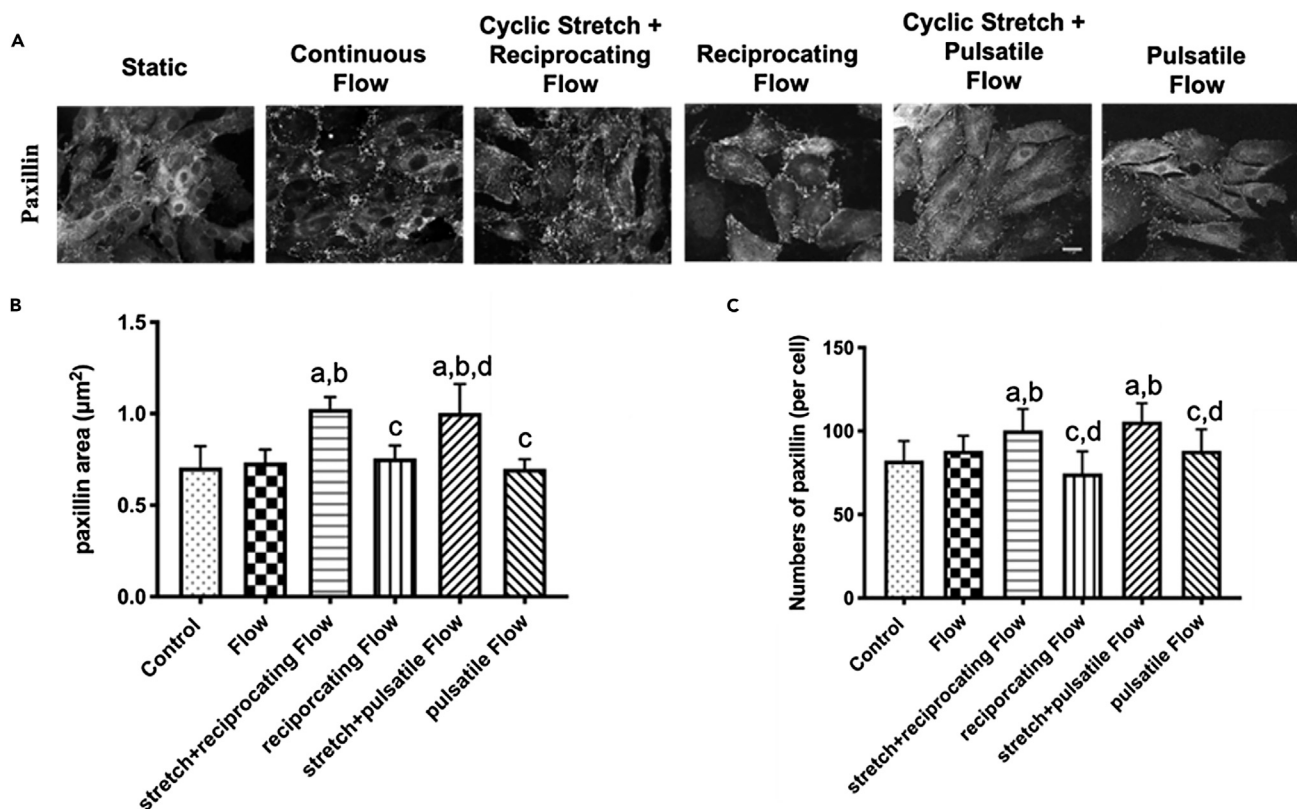 A
Static
Continuous
Flow
Cyclic Stretch +
Reciprocating
Flow
Reciprocating
Flow
Cyclic Stretch +
Pulsatile
Flow
Pulsatile
Flow
Paxillin
B
paxillin area (µm²)
1.5
1.0
0.5
0.0
a,b
c
a,b,d
c
Control
Flow
stretch+reciprocating Flow
reciporcating Flow
stretch+pulsatile Flow
pulsatile Flow
C
Numbers of paxillin (per cell)
150
100
50
0
a,b
c,d
a,b
c,d
Control
Flow
stretch+reciprocating Flow
reciporcating Flow
stretch+pulsatile Flow
pulsatile Flow